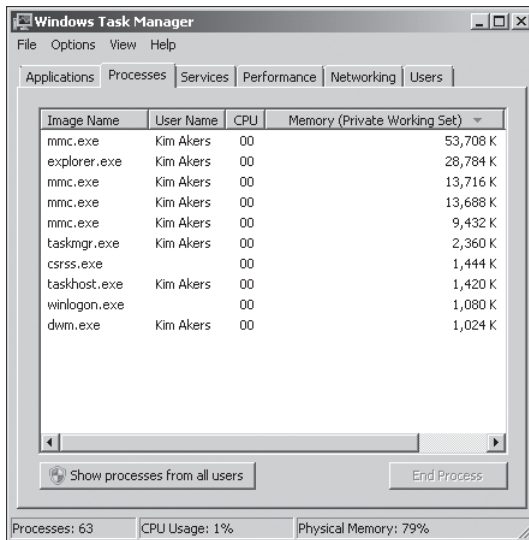 Windows Task Manager
File Options View Help
Applications Processes Services Performance Networking Users
Image Name User Name CPU Memory (Private Working Set)
mmc.exe Kim Akers 00 53,708 K
explorer.exe Kim Akers 00 28,784 K
mmc.exe Kim Akers 00 13,716 K
mmc.exe Kim Akers 00 13,688 K
mmc.exe Kim Akers 00 9,432 K
taskmgr.exe Kim Akers 00 2,360 K
csrss.exe 00 1,444 K
taskhost.exe Kim Akers 00 1,420 K
winlogon.exe 00 1,080 K
dwm.exe Kim Akers 00 1,024 K
Show processes from all users End Process
Processes: 63 CPU Usage: 1% Physical Memory: 79%